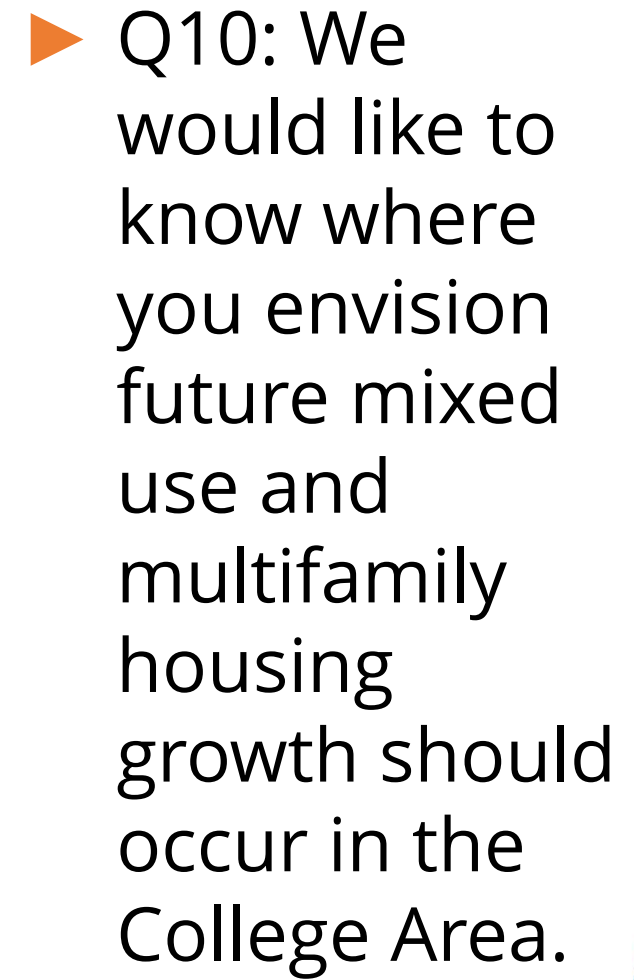 Q10: We
would like to
know where
you envision
future mixed
use and
multifamily
housing
growth should
occur in the
College Area.